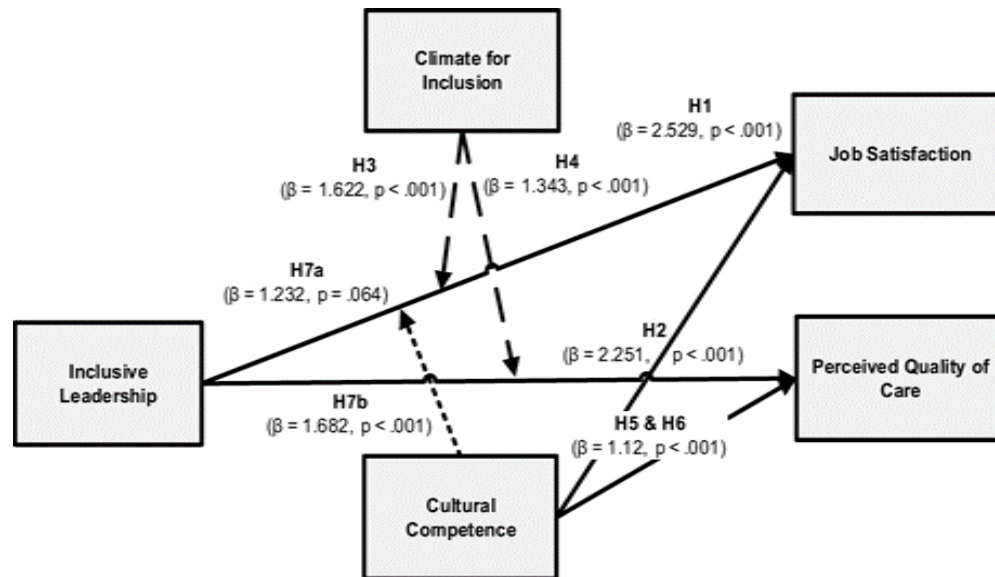 Climate for
Inclusion
H1
(β = 2.529, p < .001)
Job Satisfaction
H3
(β = 1.622, p < .001)
H4
(β = 1.343, p < .001)
H7a
(β = 1.232, p = .064)
Inclusive
Leadership
H2
(β = 2.251, p < .001)
Perceived Quality of
Care
H7b
(β = 1.682, p < .001)
H5 & H6
(β = 1.12, p < .001)
Cultural
Competence